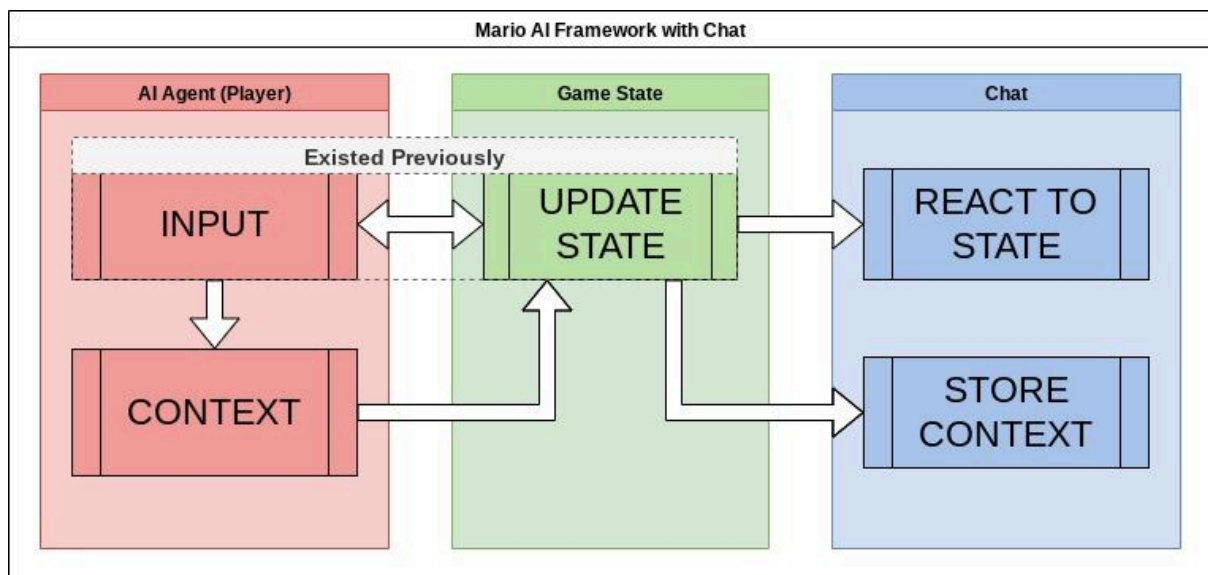 Mario AI Framework with Chat
AI Agent (Player)
Game State
Chat
Existed Previously
INPUT
UPDATE
STATE
REACT TO
STATE
CONTEXT
STORE
CONTEXT